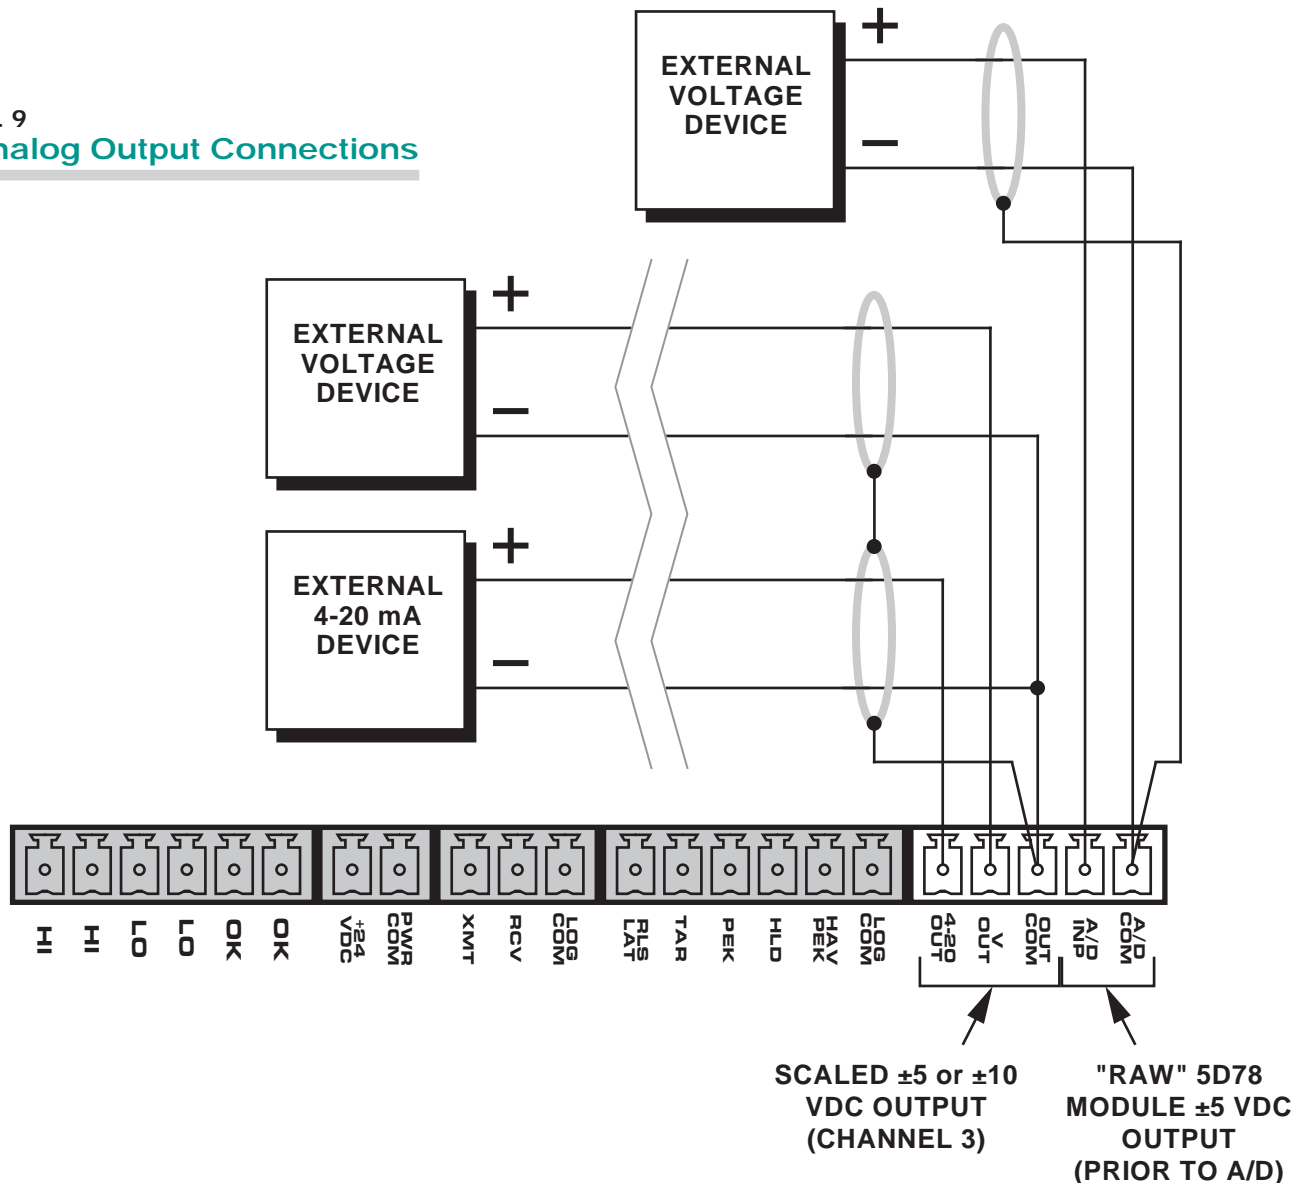 . 9
nalog Output Connections
EXTERNAL
VOLTAGE
DEVICE
+
−
EXTERNAL
VOLTAGE
DEVICE
+
−
EXTERNAL
4-20 mA
DEVICE
+
−
HI
HI
LO
LO
OK
OK
+24
VDC
PWR
COM
XMT
RCV
LOG
COM
RLS
LAT
TAR
PEK
HLD
HAV
PEK
LOG
COM
4-20
OUT
V
OUT
OUT
COM
A/D
INP
A/D
COM
SCALED ±5 or ±10
VDC OUTPUT
(CHANNEL 3)
"RAW" 5D78
MODULE ±5 VDC
OUTPUT
(PRIOR TO A/D)